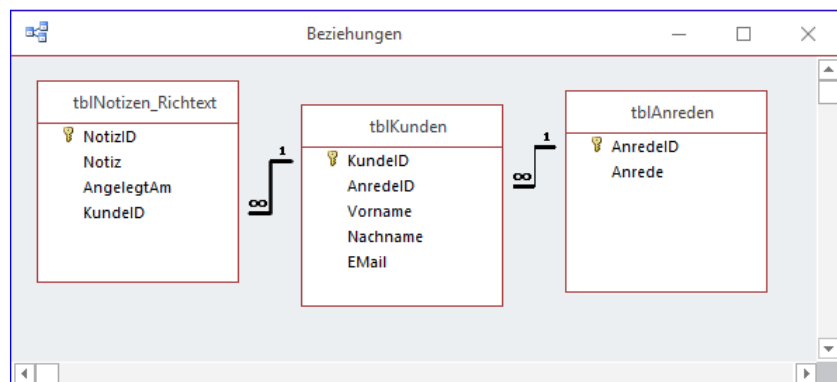 Beziehungen
tblNotizen_Richtext
NotizID
Notiz
AngelegtAm
KundeID
1
∞
tblKunden
KundeID
AnredeID
Vorname
Nachname
EMail
1
∞
tblAnreden
AnredeID
Anrede